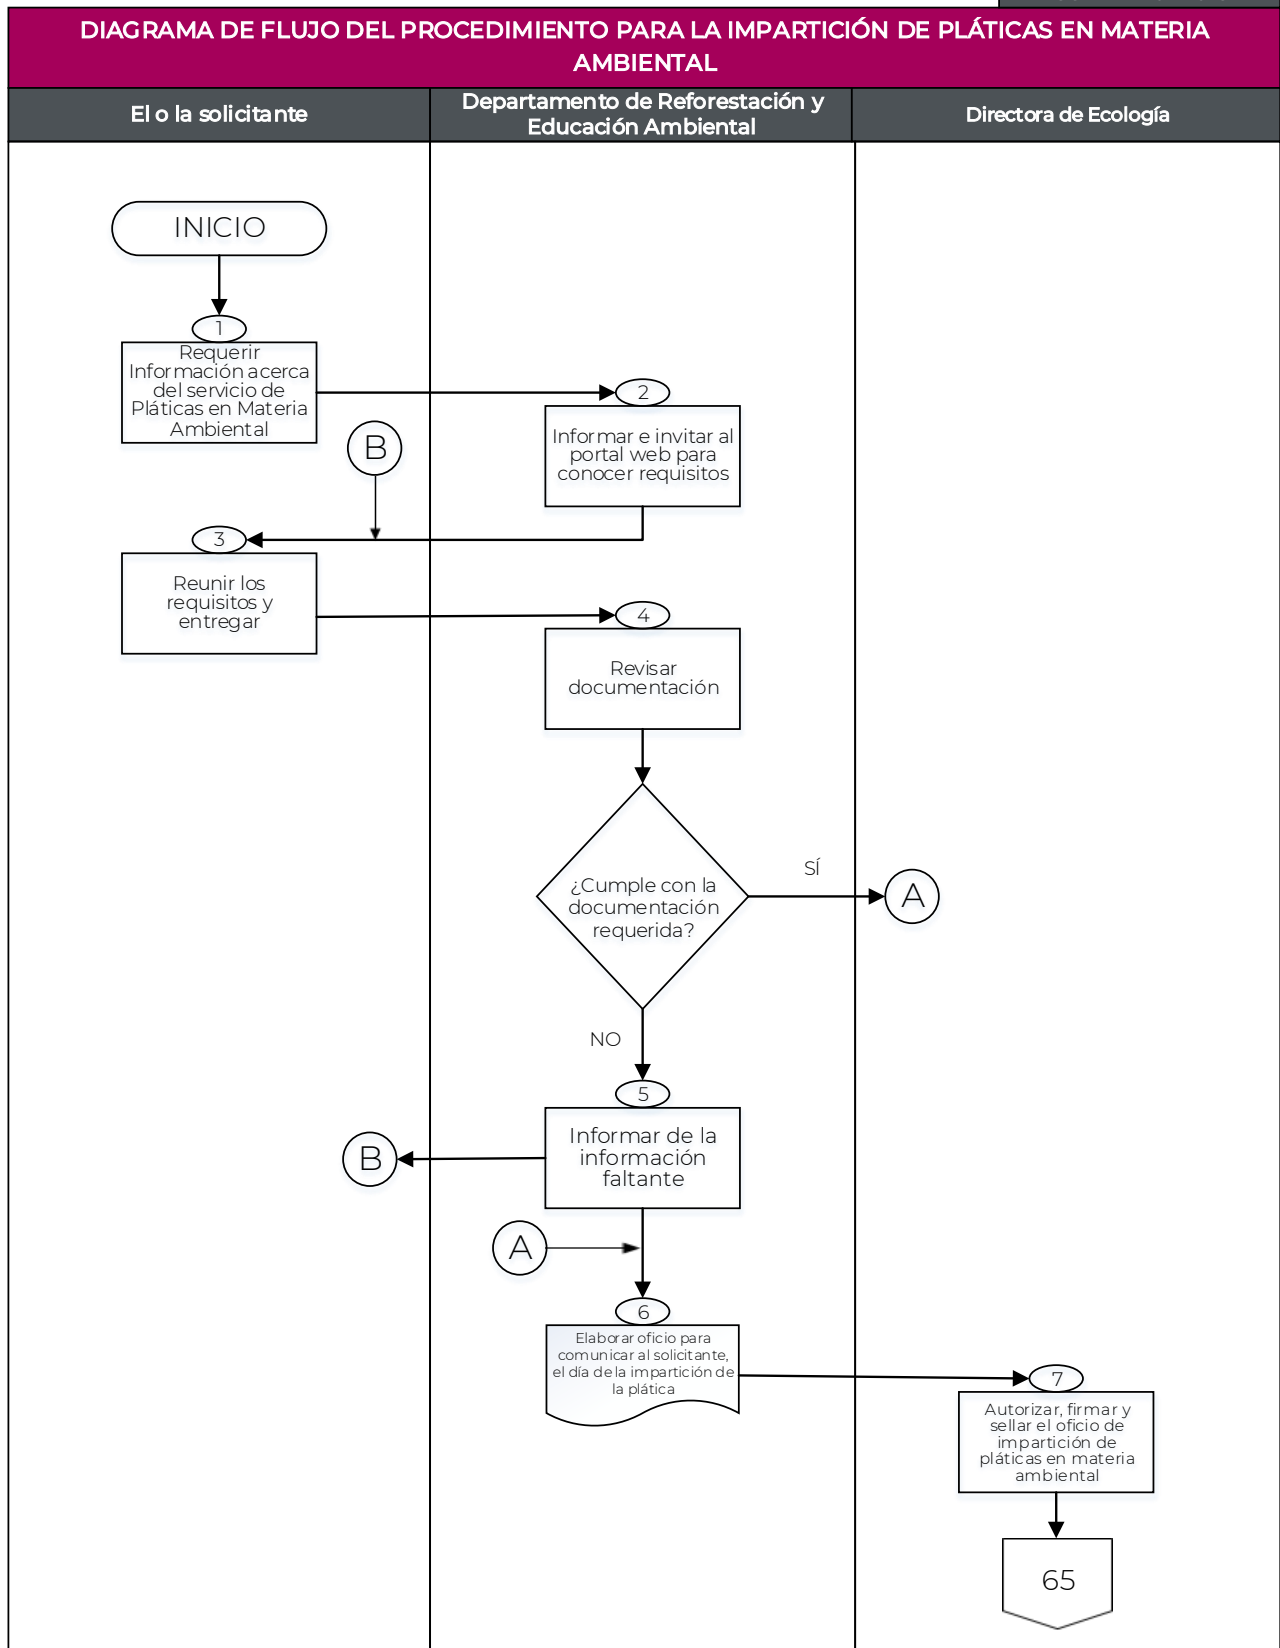 DIAGRAMA DE FLUJO DEL PROCEDIMIENTO PARA LA IMPARTICIÓN DE PLÁTICAS EN MATERIA
AMBIENTAL
El o la solicitante
Departamento de Reforestación y
Educación Ambiental
Directora de Ecología
INICIO
1
Requerir
Información acerca
del servicio de
Pláticas en Materia
Ambiental
2
Informar e invitar al
portal web para
conocer requisitos
B
3
Reunir los
requisitos y
entregar
4
Revisar
documentación
¿Cumple con la
documentación
requerida?
SÍ
A
NO
5
Informar de la
información
faltante
B
A
6
Elaborar oficio para
comunicar al solicitante,
el día de la impartición de
la plática
7
Autorizar, firmar y
sellar el oficio de
impartición de
pláticas en materia
ambiental
65